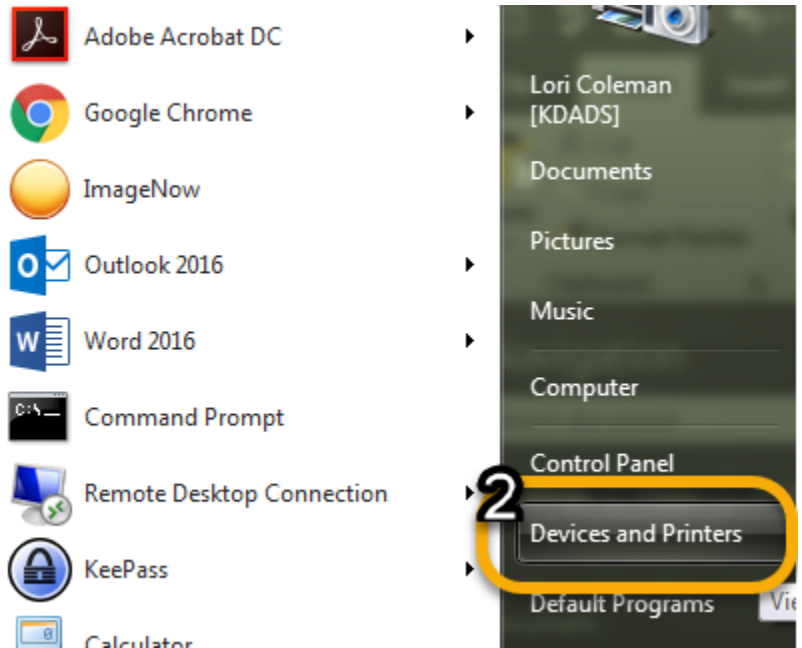 Adobe Acrobat DC
Google Chrome
ImageNow
Outlook 2016
Word 2016
C:\_
Command Prompt
Remote Desktop Connection
KeePass
Calculator
Lori Coleman
[KDADS]
Documents
Pictures
Music
Computer
Control Panel
2
Devices and Printers
Default Programs
Vie